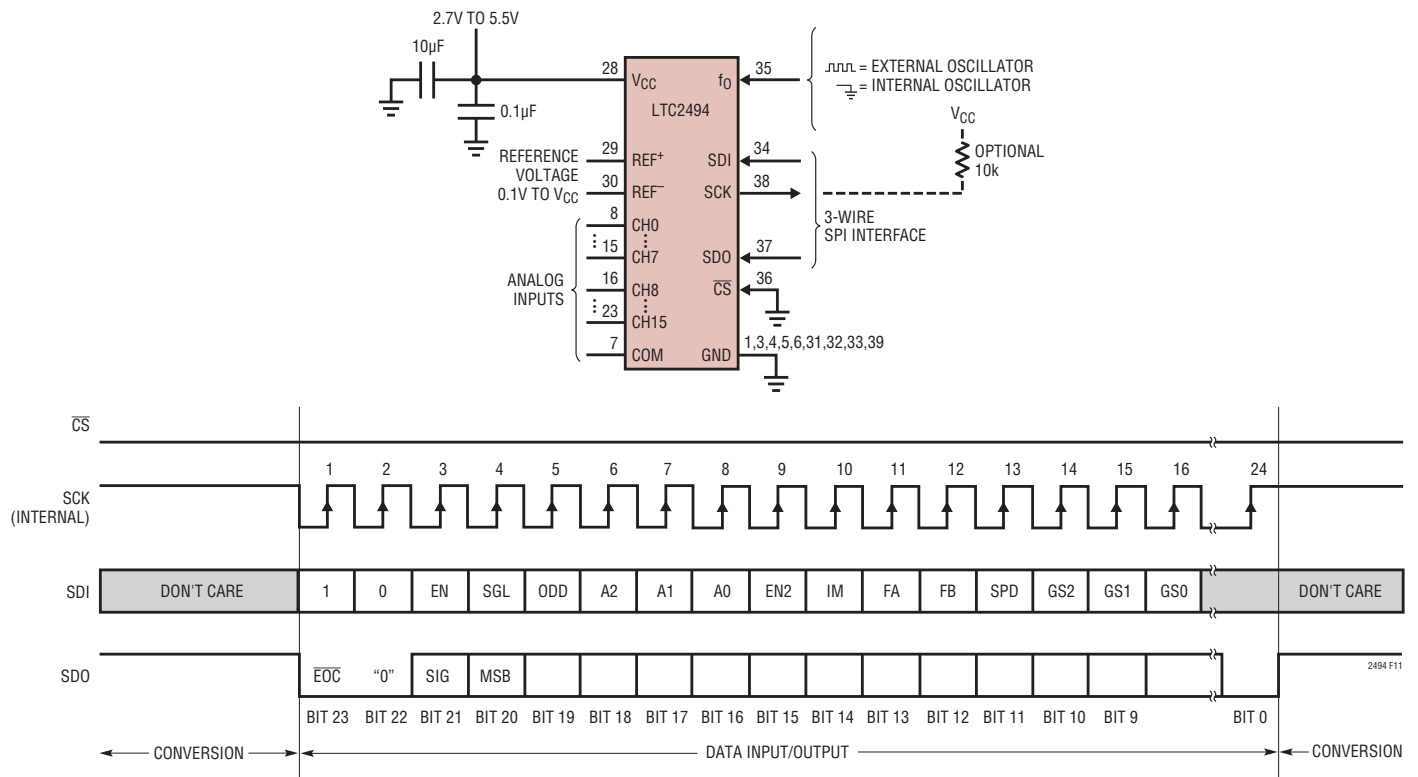 2.7V TO 5.5V
10µF
0.1µF
28
VCC
LTC2494
fO
35
= EXTERNAL OSCILLATOR
= INTERNAL OSCILLATOR
VCC
OPTIONAL
10k
REFERENCE
VOLTAGE
0.1V TO VCC
29
REF+
30
REF–
SDI
34
SCK
38
3-WIRE
SPI INTERFACE
SDO
37
CS
36
ANALOG
INPUTS
8
CH0
15
CH7
16
CH8
23
CH15
7
COM
GND
1,3,4,5,6,31,32,33,39
CS
SCK
(INTERNAL)
1 2 3 4 5 6 7 8 9 10 11 12 13 14 15 16 24
SDI
DON'T CARE 1 0 EN SGL ODD A2 A1 A0 EN2 IM FA FB SPD GS2 GS1 GS0 DON'T CARE
SDO
EOC "0" SIG MSB
2494 F11
BIT 23 BIT 22 BIT 21 BIT 20 BIT 19 BIT 18 BIT 17 BIT 16 BIT 15 BIT 14 BIT 13 BIT 12 BIT 11 BIT 10 BIT 9 BIT 0
CONVERSION DATA INPUT/OUTPUT CONVERSION